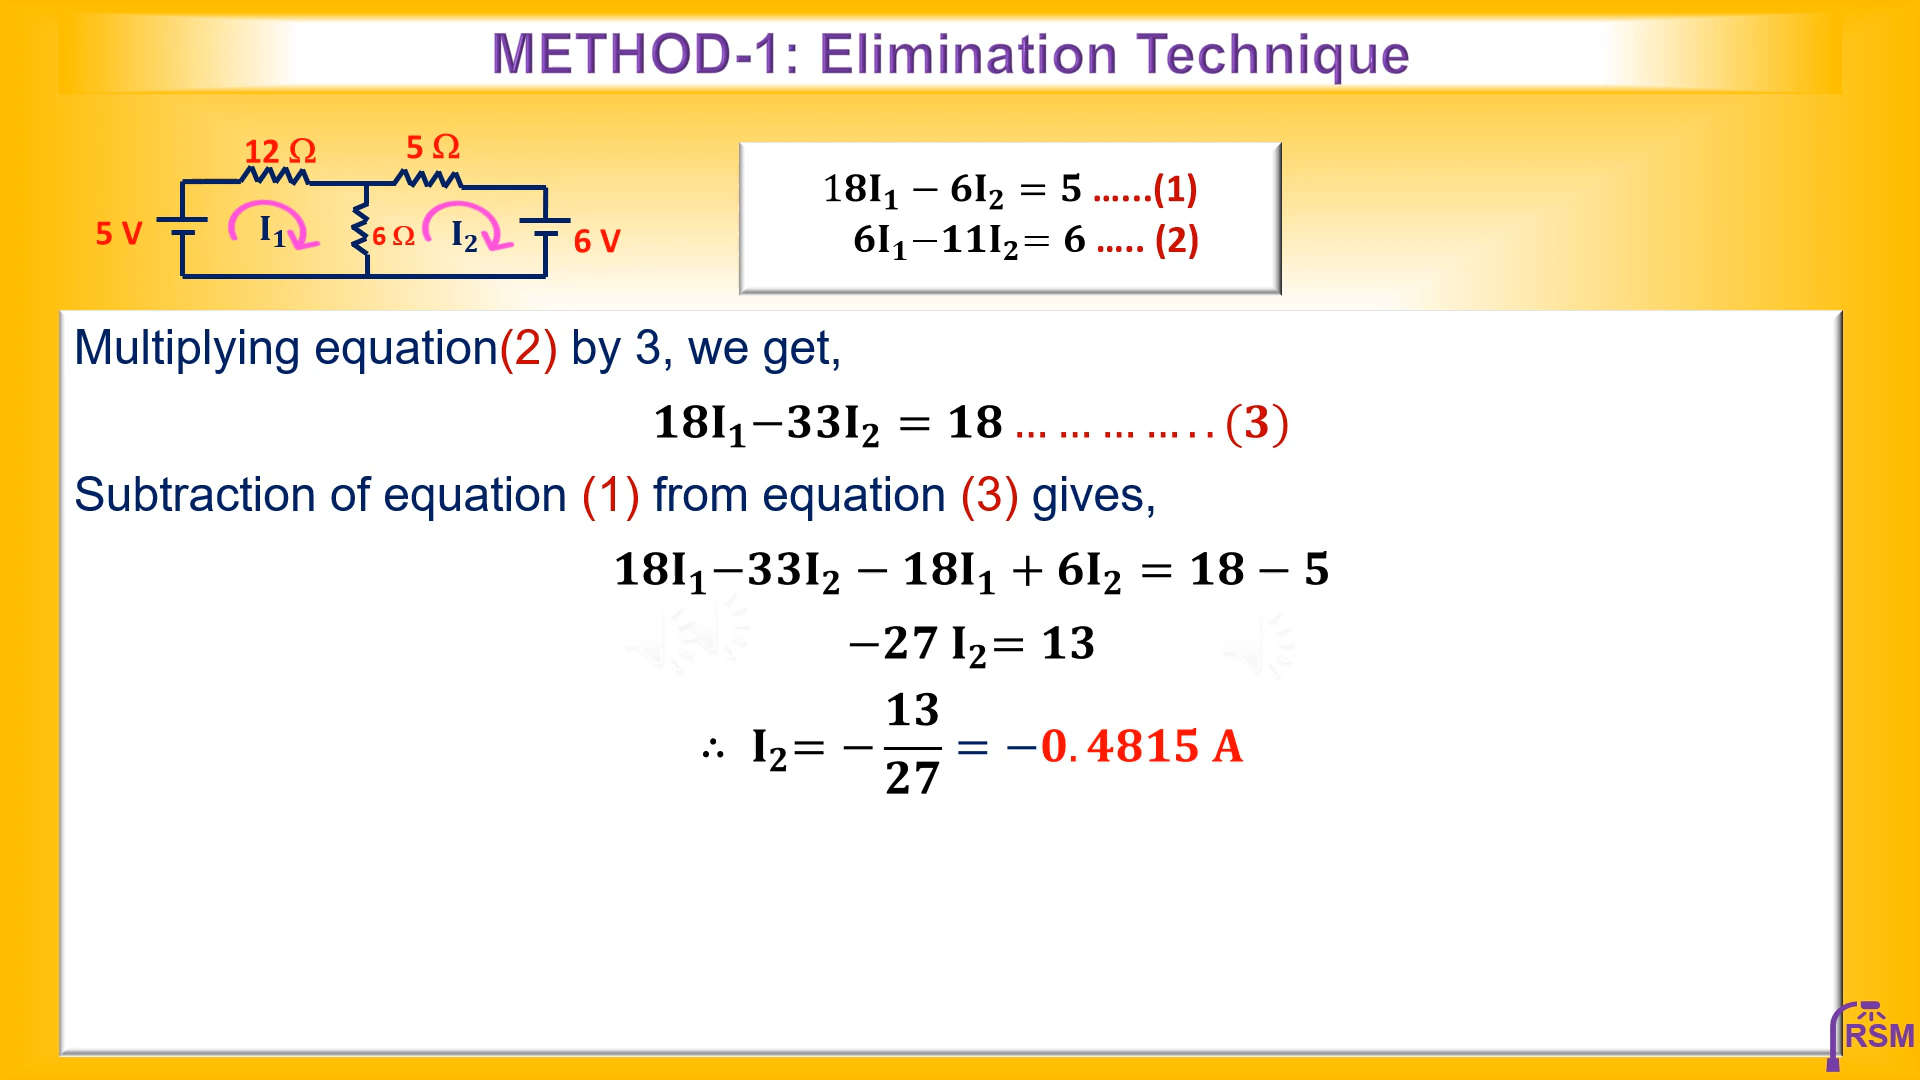 METHOD-1: Elimination Technique
12 Ω
5 Ω
5 V
I₁
6 Ω
I₂
6 V
18I₁ − 6I₂ = 5 ......(1)
6I₁−11I₂= 6 ..... (2)
Multiplying equation(2) by 3, we get,
18I₁−33I₂ = 18 … … … … . . (3)
Subtraction of equation (1) from equation (3) gives,
18I₁−33I₂ − 18I₁ + 6I₂ = 18 − 5
−27 I₂= 13
∴ I₂= − 13/27 = −0.4815 A
RSM